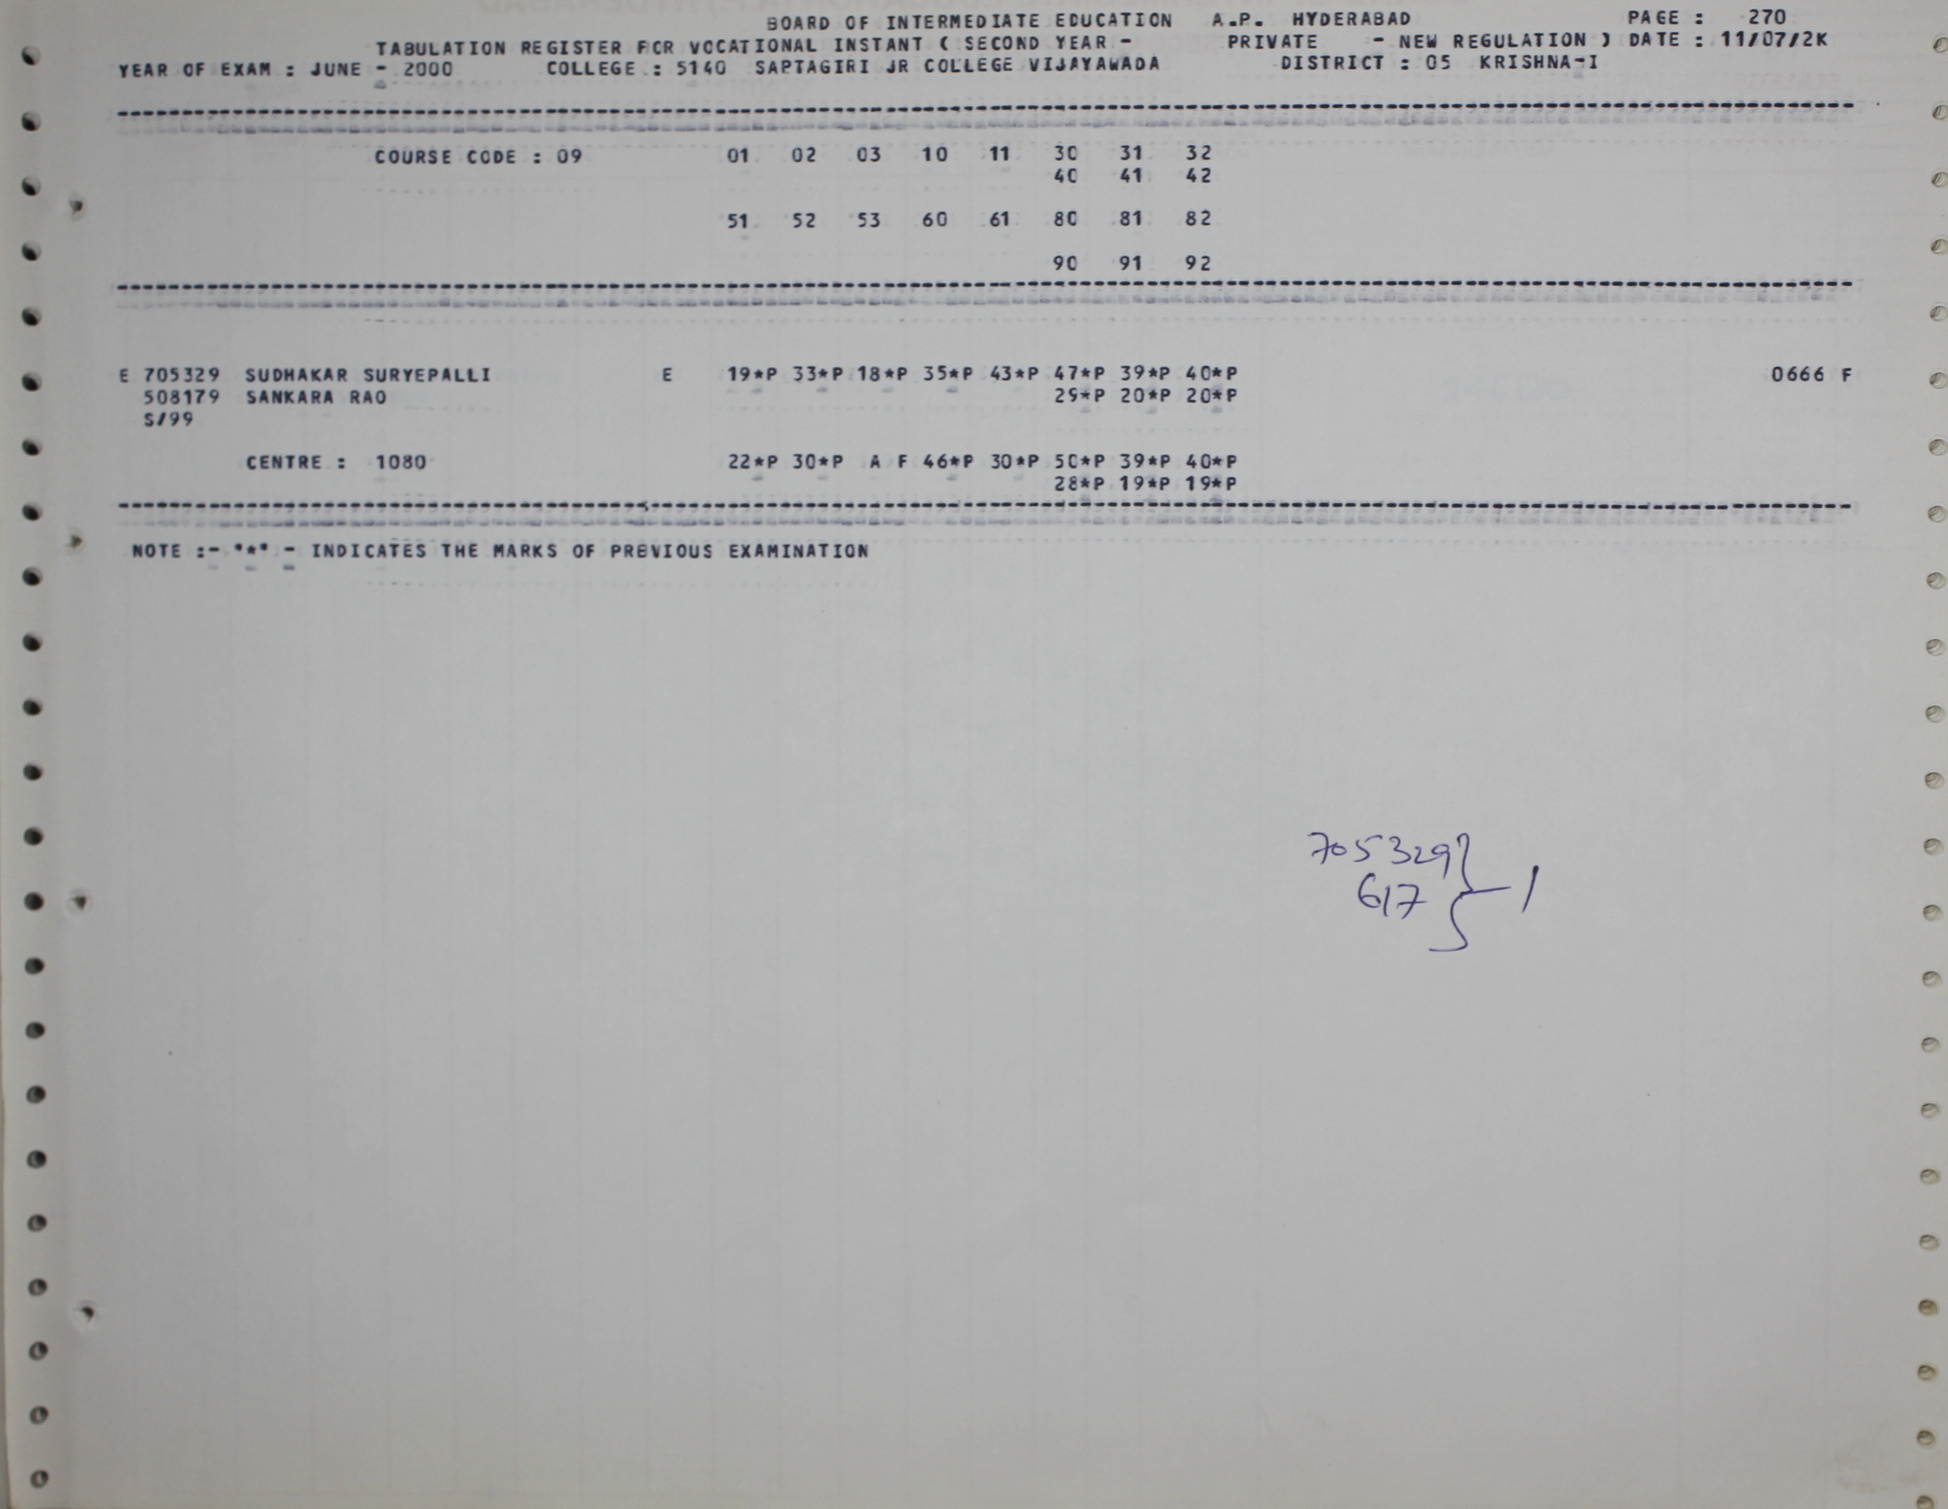 BOARD OF INTERMEDIATE EDUCATION A.P. HYDERABAD PAGE : 270
TABULATION REGISTER FOR VOCATIONAL INSTANT ( SECOND YEAR - PRIVATE - NEW REGULATION ) DATE : 11/07/2K
YEAR OF EXAM : JUNE - 2000 COLLEGE : 5140 SAPTAGIRI JR COLLEGE VIJAYAWADA DISTRICT : 05 KRISHNA-I
COURSE CODE : 09 01 02 03 10 11 30 31 32
40 41 42
51 52 53 60 61 80 81 82
90 91 92
E 705329 SUDHAKAR SURYEPALLI E 19*P 33*P 18*P 35*P 43*P 47*P 39*P 40*P 0666 F
508179 SANKARA RAO 29*P 20*P 20*P
S/99
CENTRE : 1080 22*P 30*P A F 46*P 30*P 50*P 39*P 40*P
28*P 19*P 19*P
NOTE :- "*" - INDICATES THE MARKS OF PREVIOUS EXAMINATION
705329
617 } - 1